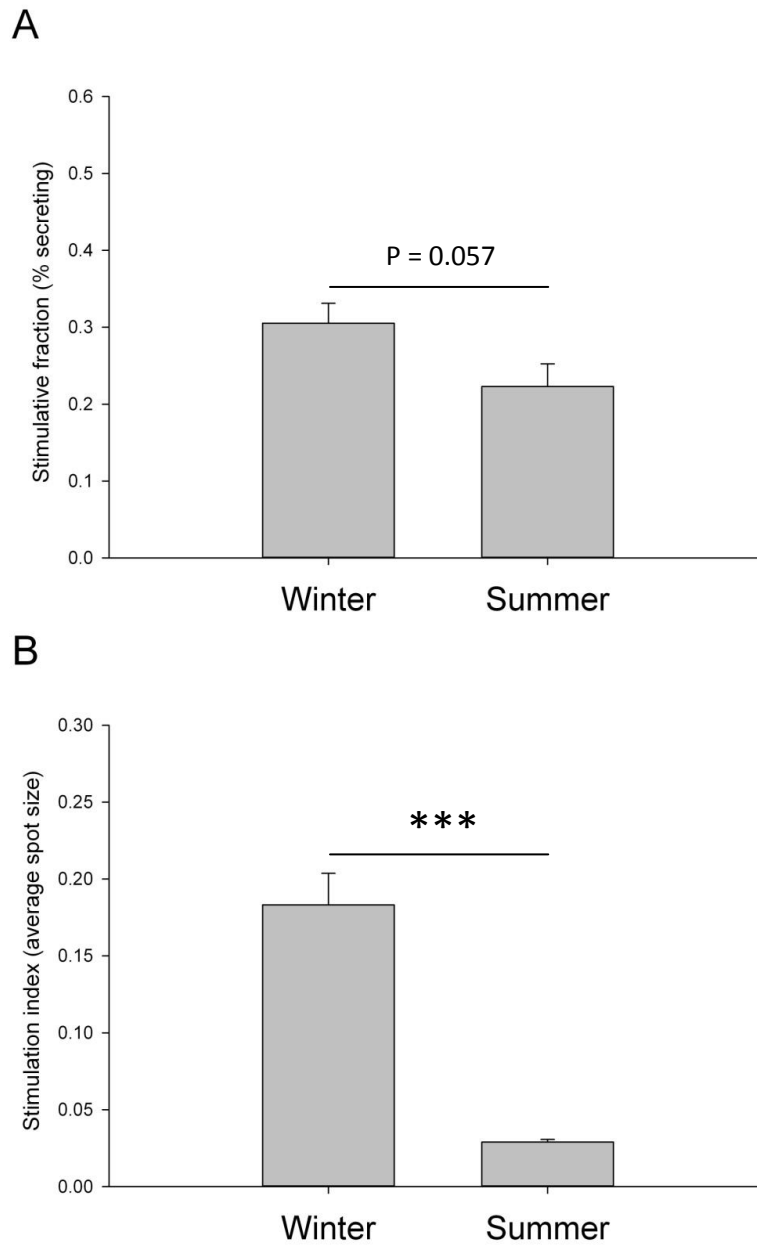 A
Stimulative fraction (% secreting)
0.6
0.5
0.4
0.3
0.2
0.1
0.0
P = 0.057
Winter Summer
B
Stimulation index (average spot size)
0.30
0.25
0.20
0.15
0.10
0.05
0.00
***
Winter Summer